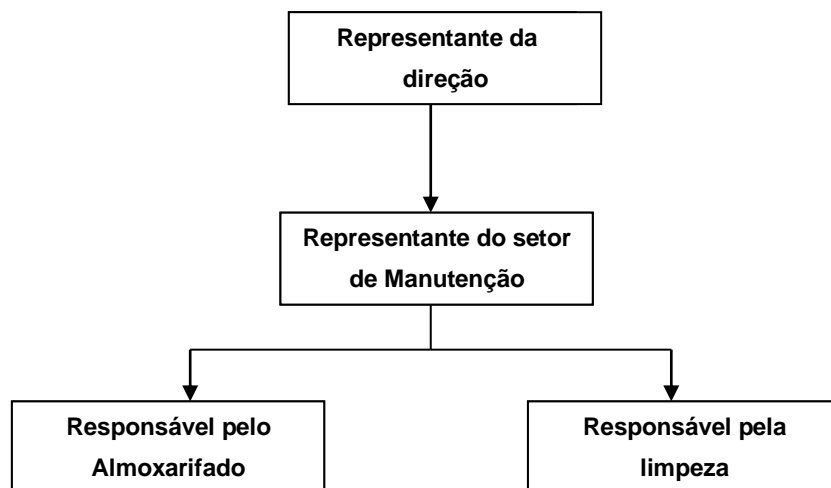 Representante da
direção
Representante do setor
de Manutenção
Responsável pelo
Almoxarifado
Responsável pela
limpeza